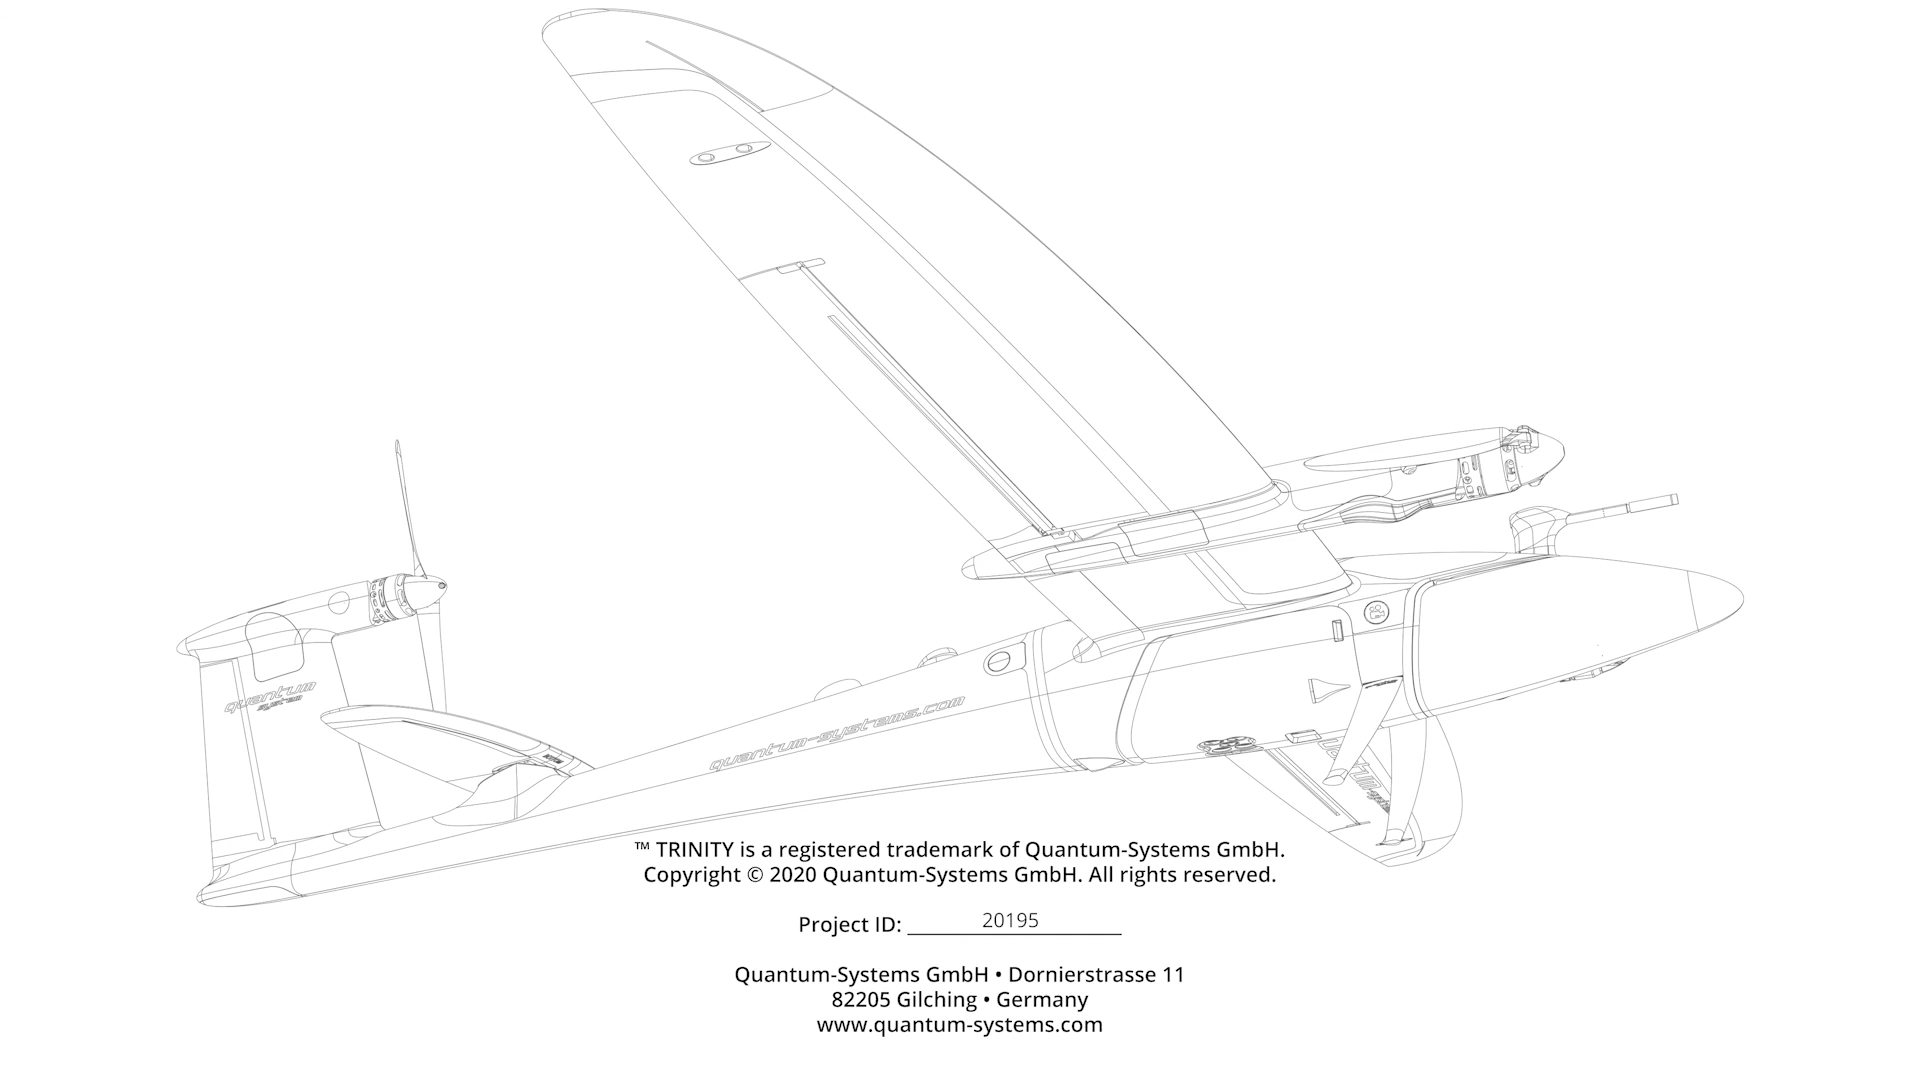 quantum
system
quantum-systems.com
™ TRINITY is a registered trademark of Quantum-Systems GmbH.
Copyright © 2020 Quantum-Systems GmbH. All rights reserved.
Project ID: 20195
Quantum-Systems GmbH • Dornierstrasse 11
82205 Gilching • Germany
www.quantum-systems.com